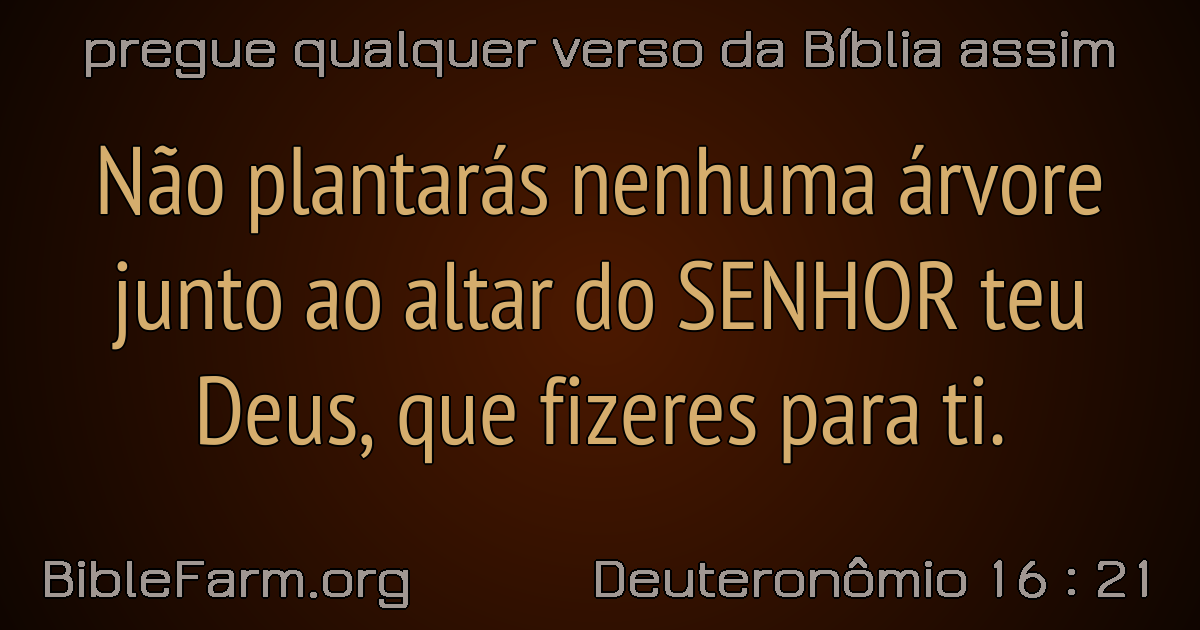 pregue qualquer verso da Bíblia assim
Não plantarás nenhuma árvore
junto ao altar do SENHOR teu
Deus, que fizeres para ti.
BibleFarm.org
Deuteronômio 16 : 21